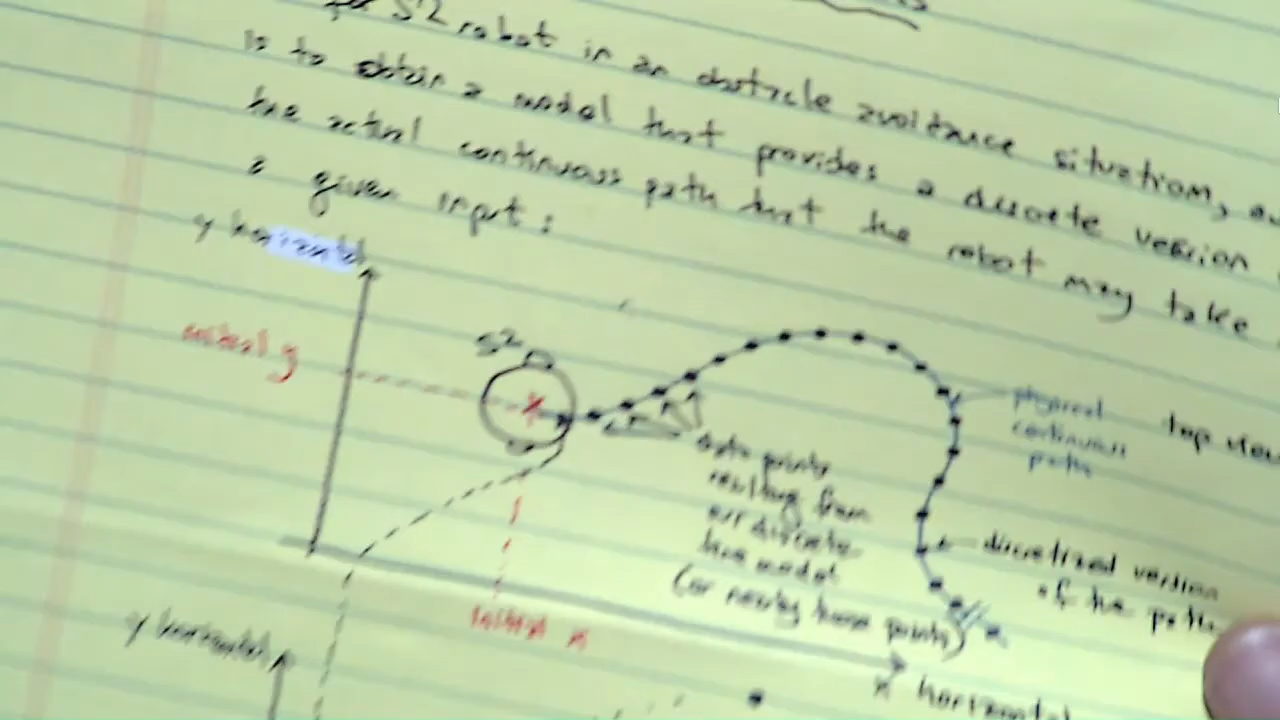 S2 robot in an obstacle avoidance situation,
is to obtain a model that provides a discrete version
the actual continuous path that the robot may take
a given input:
y horizontal
initial y
S2
physical
continuous
path
top view
data points
resulting from
our discrete
time model
(or nearby those points)
discretized version
of the path
initial x
x horizontal
y horizontal